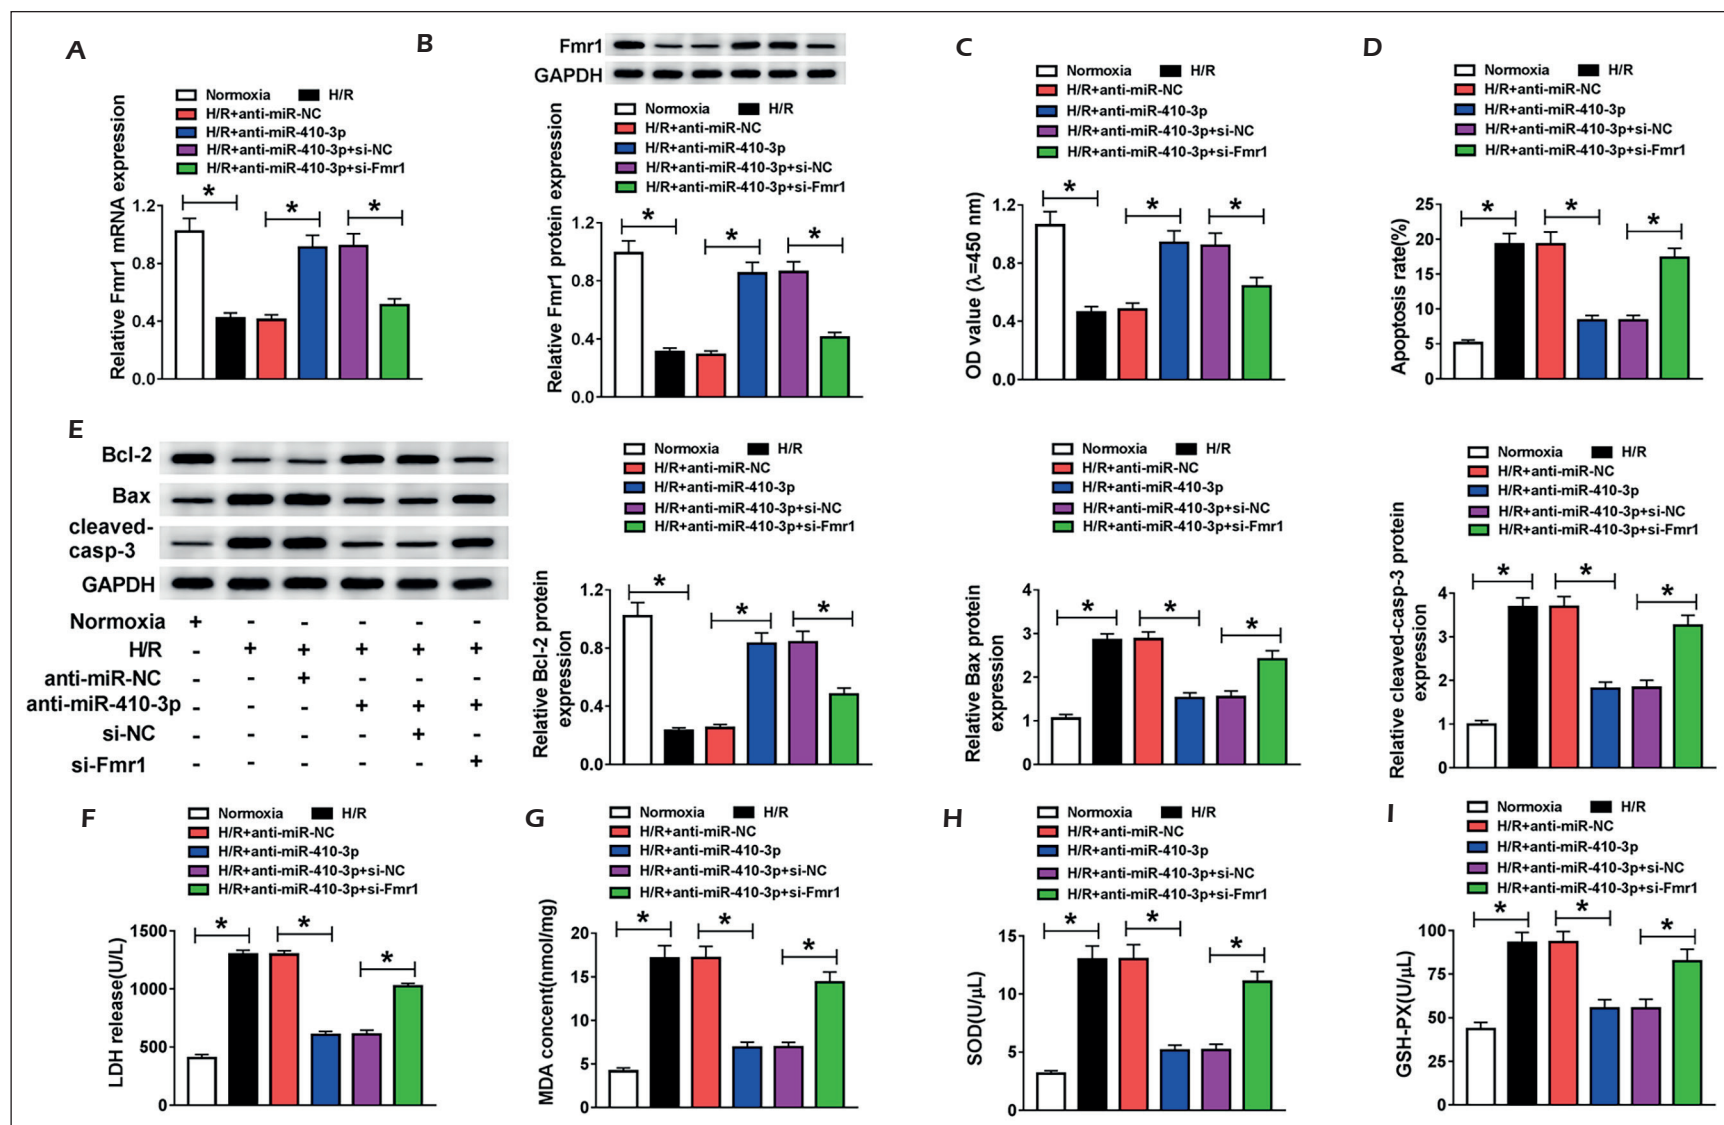 A
Normoxia H/R
H/R+anti-miR-NC
H/R+anti-miR-410-3p
H/R+anti-miR-410-3p+si-NC
H/R+anti-miR-410-3p+si-Fmr1
Relative Fmr1 mRNA expression
1.2
0.8
0.4
0.0
* * *
B
Fmr1
GAPDH
Normoxia H/R
H/R+anti-miR-NC
H/R+anti-miR-410-3p
H/R+anti-miR-410-3p+si-NC
H/R+anti-miR-410-3p+si-Fmr1
Relative Fmr1 protein expression
1.2
0.8
0.4
0.0
* * *
C
Normoxia H/R
H/R+anti-miR-NC
H/R+anti-miR-410-3p
H/R+anti-miR-410-3p+si-NC
H/R+anti-miR-410-3p+si-Fmr1
OD value (λ=450 nm)
1.2
0.8
0.4
0.0
* * *
D
Normoxia H/R
H/R+anti-miR-NC
H/R+anti-miR-410-3p
H/R+anti-miR-410-3p+si-NC
H/R+anti-miR-410-3p+si-Fmr1
Apoptosis rate(%)
25
20
15
10
5
0
* * *
E
Bcl-2
Bax
cleaved-
casp-3
GAPDH
Normoxia + - - - - -
H/R - + + + + +
anti-miR-NC - - + - - -
anti-miR-410-3p - - - + + +
si-NC - - - - + -
si-Fmr1 - - - - - +
Normoxia H/R
H/R+anti-miR-NC
H/R+anti-miR-410-3p
H/R+anti-miR-410-3p+si-NC
H/R+anti-miR-410-3p+si-Fmr1
Relative Bcl-2 protein
expression
1.2
0.8
0.4
0.0
* * *
Normoxia H/R
H/R+anti-miR-NC
H/R+anti-miR-410-3p
H/R+anti-miR-410-3p+si-NC
H/R+anti-miR-410-3p+si-Fmr1
Relative Bax protein
expression
4
3
2
1
0
* * *
Normoxia H/R
H/R+anti-miR-NC
H/R+anti-miR-410-3p
H/R+anti-miR-410-3p+si-NC
H/R+anti-miR-410-3p+si-Fmr1
Relative cleaved-casp-3 protein
expression
4
3
2
1
0
* * *
F
Normoxia H/R
H/R+anti-miR-NC
H/R+anti-miR-410-3p
H/R+anti-miR-410-3p+si-NC
H/R+anti-miR-410-3p+si-Fmr1
LDH release(U/L)
1500
1000
500
0
* * *
G
Normoxia H/R
H/R+anti-miR-NC
H/R+anti-miR-410-3p
H/R+anti-miR-410-3p+si-NC
H/R+anti-miR-410-3p+si-Fmr1
MDA concent(nmol/mg)
20
15
10
5
0
* * *
H
Normoxia H/R
H/R+anti-miR-NC
H/R+anti-miR-410-3p
H/R+anti-miR-410-3p+si-NC
H/R+anti-miR-410-3p+si-Fmr1
SOD(U/μL)
15
10
5
0
* * *
I
Normoxia H/R
H/R+anti-miR-NC
H/R+anti-miR-410-3p
H/R+anti-miR-410-3p+si-NC
H/R+anti-miR-410-3p+si-Fmr1
GSH-PX(U/μL)
100
75
50
25
0
* * *